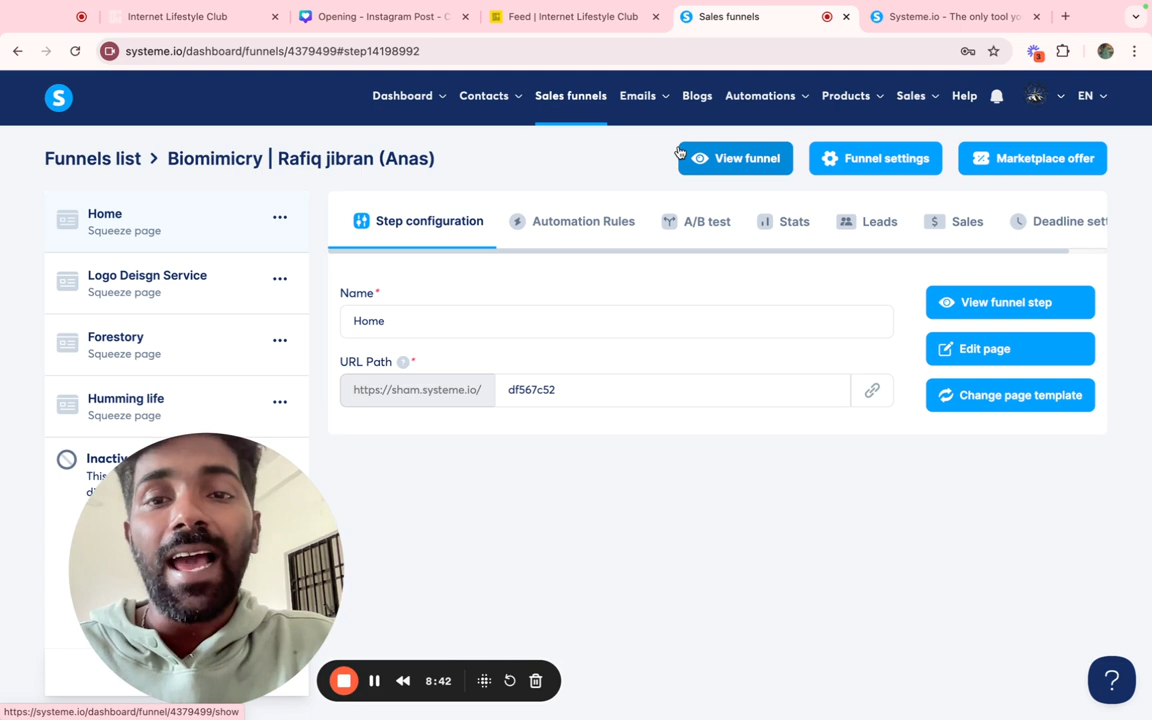 Internet Lifestyle Club
Opening - Instagram Post - C
Feed | Internet Lifestyle Club
Sales funnels
Systeme.io - The only tool yo
systeme.io/dashboard/funnels/4379499#step14198992
3
S
Dashboard
Contacts
Sales funnels
Emails
Blogs
Automations
Products
Sales
Help
EN
Funnels list > Biomimicry | Rafiq jibran (Anas)
View funnel
Funnel settings
Marketplace offer
Home
Squeeze page
Logo Deisgn Service
Squeeze page
Forestory
Squeeze page
Humming life
Squeeze page
Inactiv
This
di
Step configuration
Automation Rules
A/B test
Stats
Leads
Sales
Deadline sett
Name*
Home
URL Path ? *
https://sham.systeme.io/
df567c52
View funnel step
Edit page
Change page template
8:42
?
https://systeme.io/dashboard/funnel/4379499/show